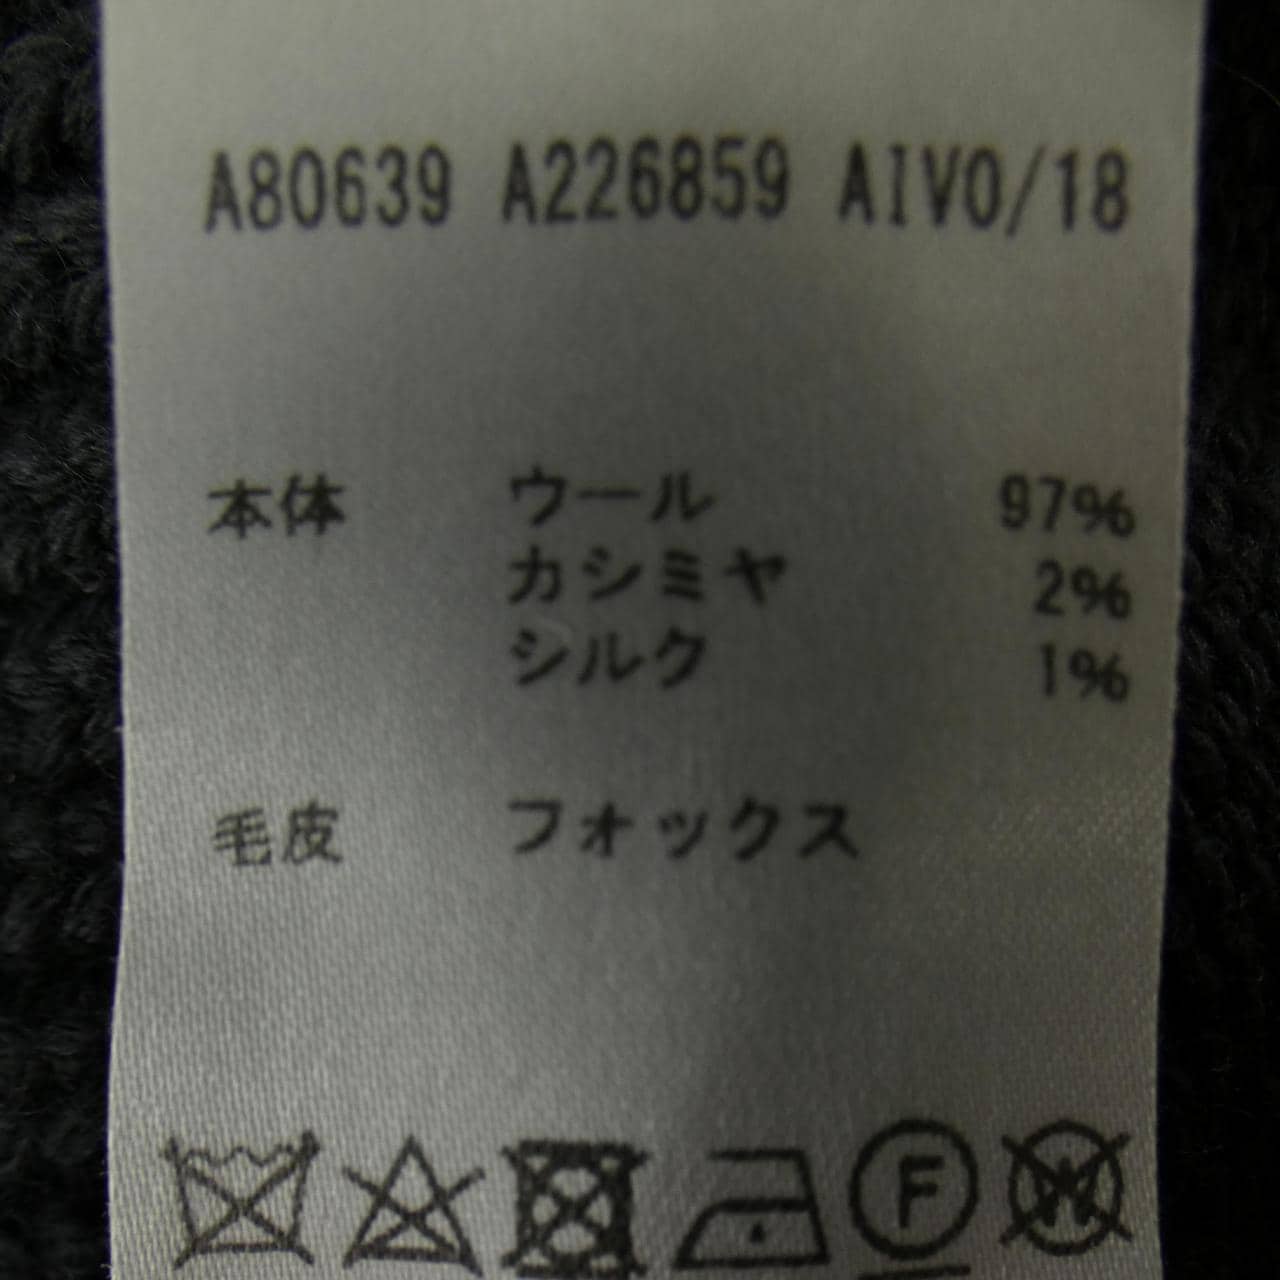 A80639 A226859 AIVO/18
本体 ウール 97%
カシミヤ 2%
シルク 1%
毛皮 フォックス
F W